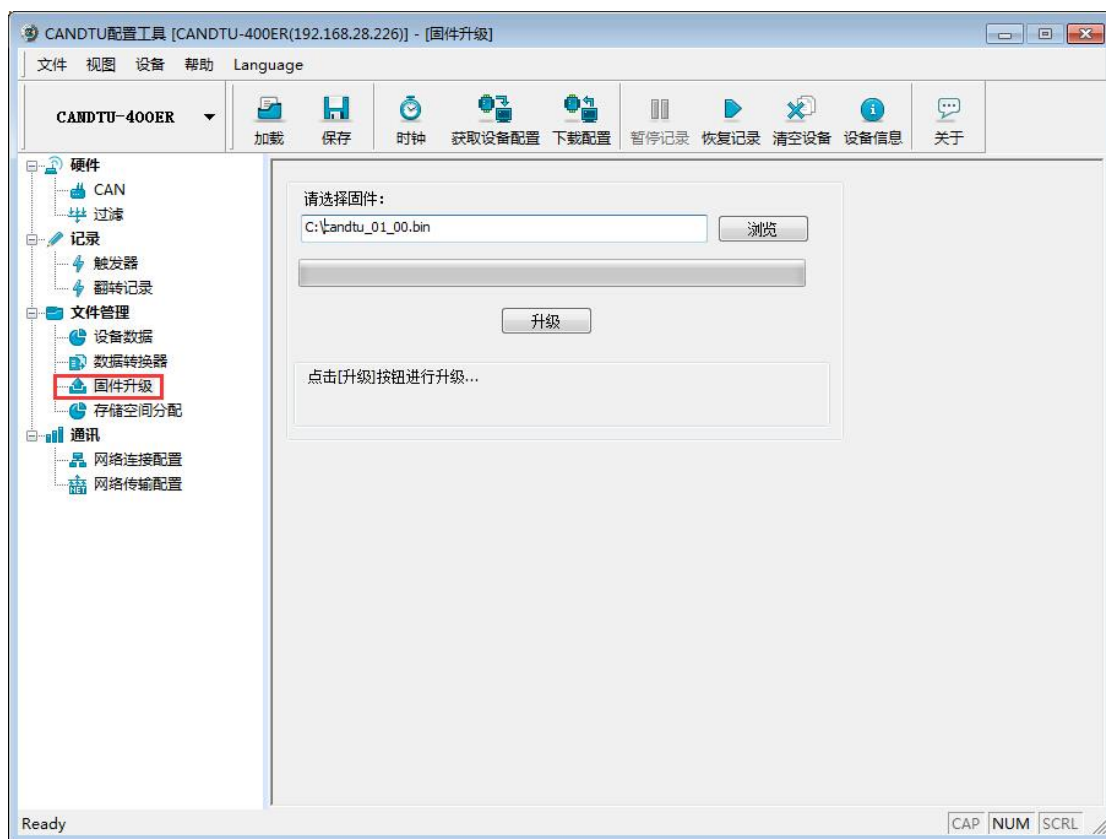 CANDTU配置工具 [CANDTU-400ER(192.168.28.226)] - [固件升级]
文件 视图 设备 帮助 Language
CANDTU-400ER 加载 保存 时钟 获取设备配置 下载配置 暂停记录 恢复记录 清空设备 设备信息 关于
硬件
CAN
过滤
记录
触发器
翻转记录
文件管理
设备数据
数据转换器
固件升级
存储空间分配
通讯
网络连接配置
网络传输配置
NET
请选择固件：
C:\candtu_01_00.bin 浏览
升级
点击[升级]按钮进行升级...
Ready CAP NUM SCRL